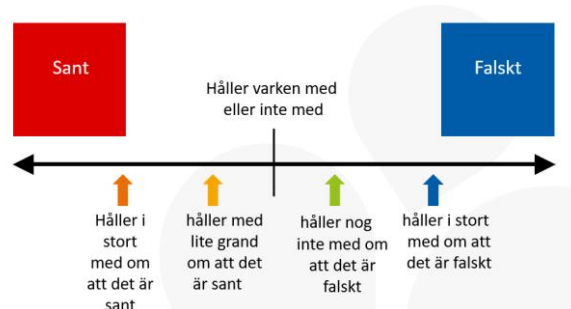 Sant
Falskt
Håller varken med
eller inte med
Håller i
stort
med om
att det är
sant
håller med
lite grand
om att det
är sant
håller nog
inte med om
att det är
falskt
håller i stort
med om att
det är falskt